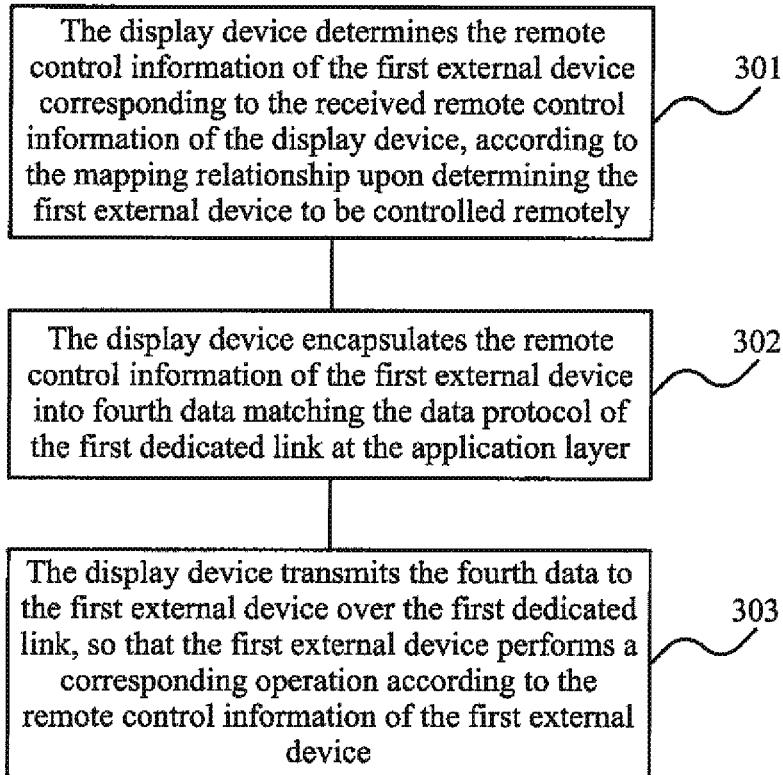 The display device determines the remote
control information of the first external device
corresponding to the received remote control
information of the display device, according to
the mapping relationship upon determining the
first external device to be controlled remotely
301
The display device encapsulates the remote
control information of the first external device
into fourth data matching the data protocol of
the first dedicated link at the application layer
302
The display device transmits the fourth data to
the first external device over the first dedicated
link, so that the first external device performs a
corresponding operation according to the
remote control information of the first external
device
303